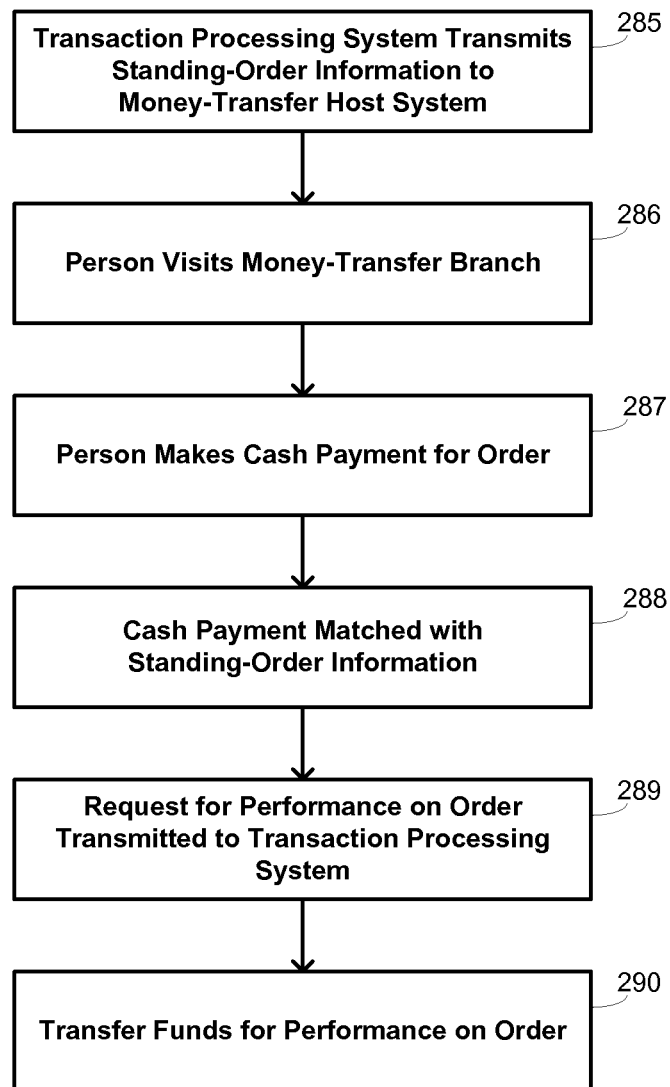 Transaction Processing System Transmits
Standing-Order Information to
Money-Transfer Host System
285
Person Visits Money-Transfer Branch
286
Person Makes Cash Payment for Order
287
Cash Payment Matched with
Standing-Order Information
288
Request for Performance on Order
Transmitted to Transaction Processing
System
289
Transfer Funds for Performance on Order
290